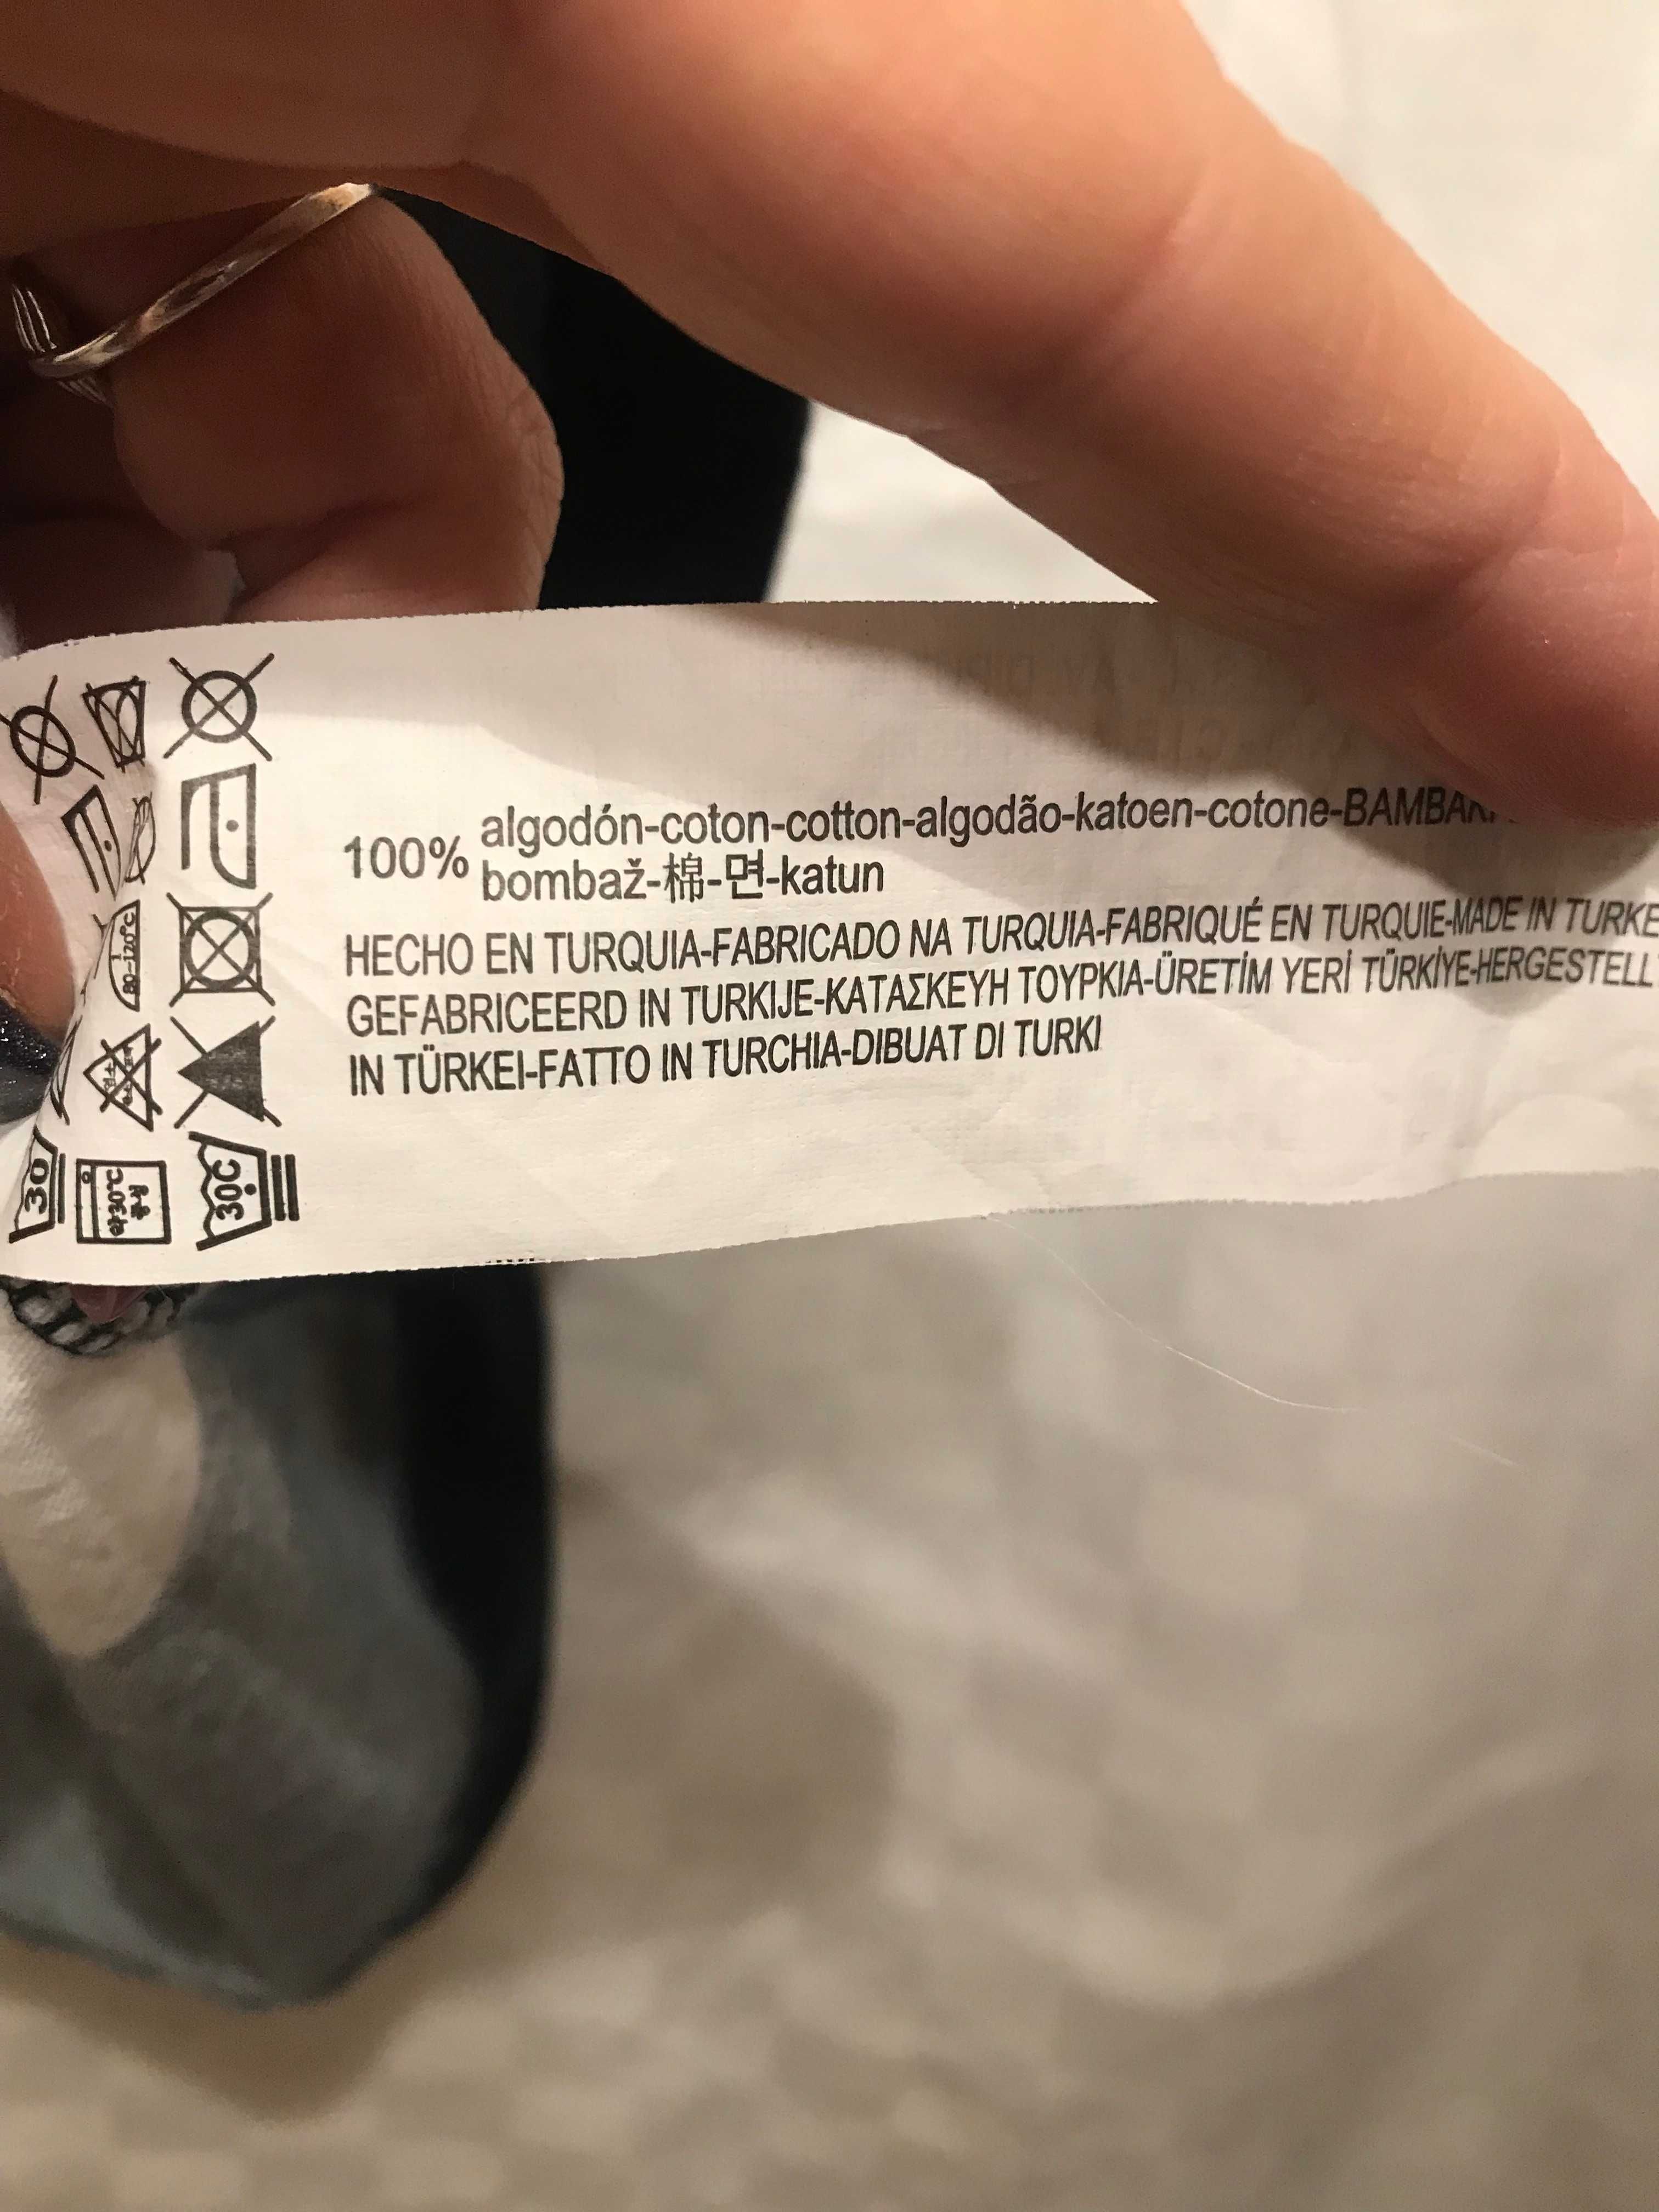 100% algodón-coton-cotton-algodão-katoen-cotone-
bombaž-棉-면-katun
HECHO EN TURQUIA-FABRICADO NA TURQUIA-FABRIQUÉ EN TURQUIE-MADE IN
GEFABRICEERD IN TURKIJE-ΚΑΤΑΣΚΕΥΗ ΤΟΥΡΚΙΑ-ÜRETİM YERİ TÜRKİYE-HERGESTELLT
IN TÜRKEI-FATTO IN TURCHIA-DIBUAT DI TURKI
30C
80-120°C
30